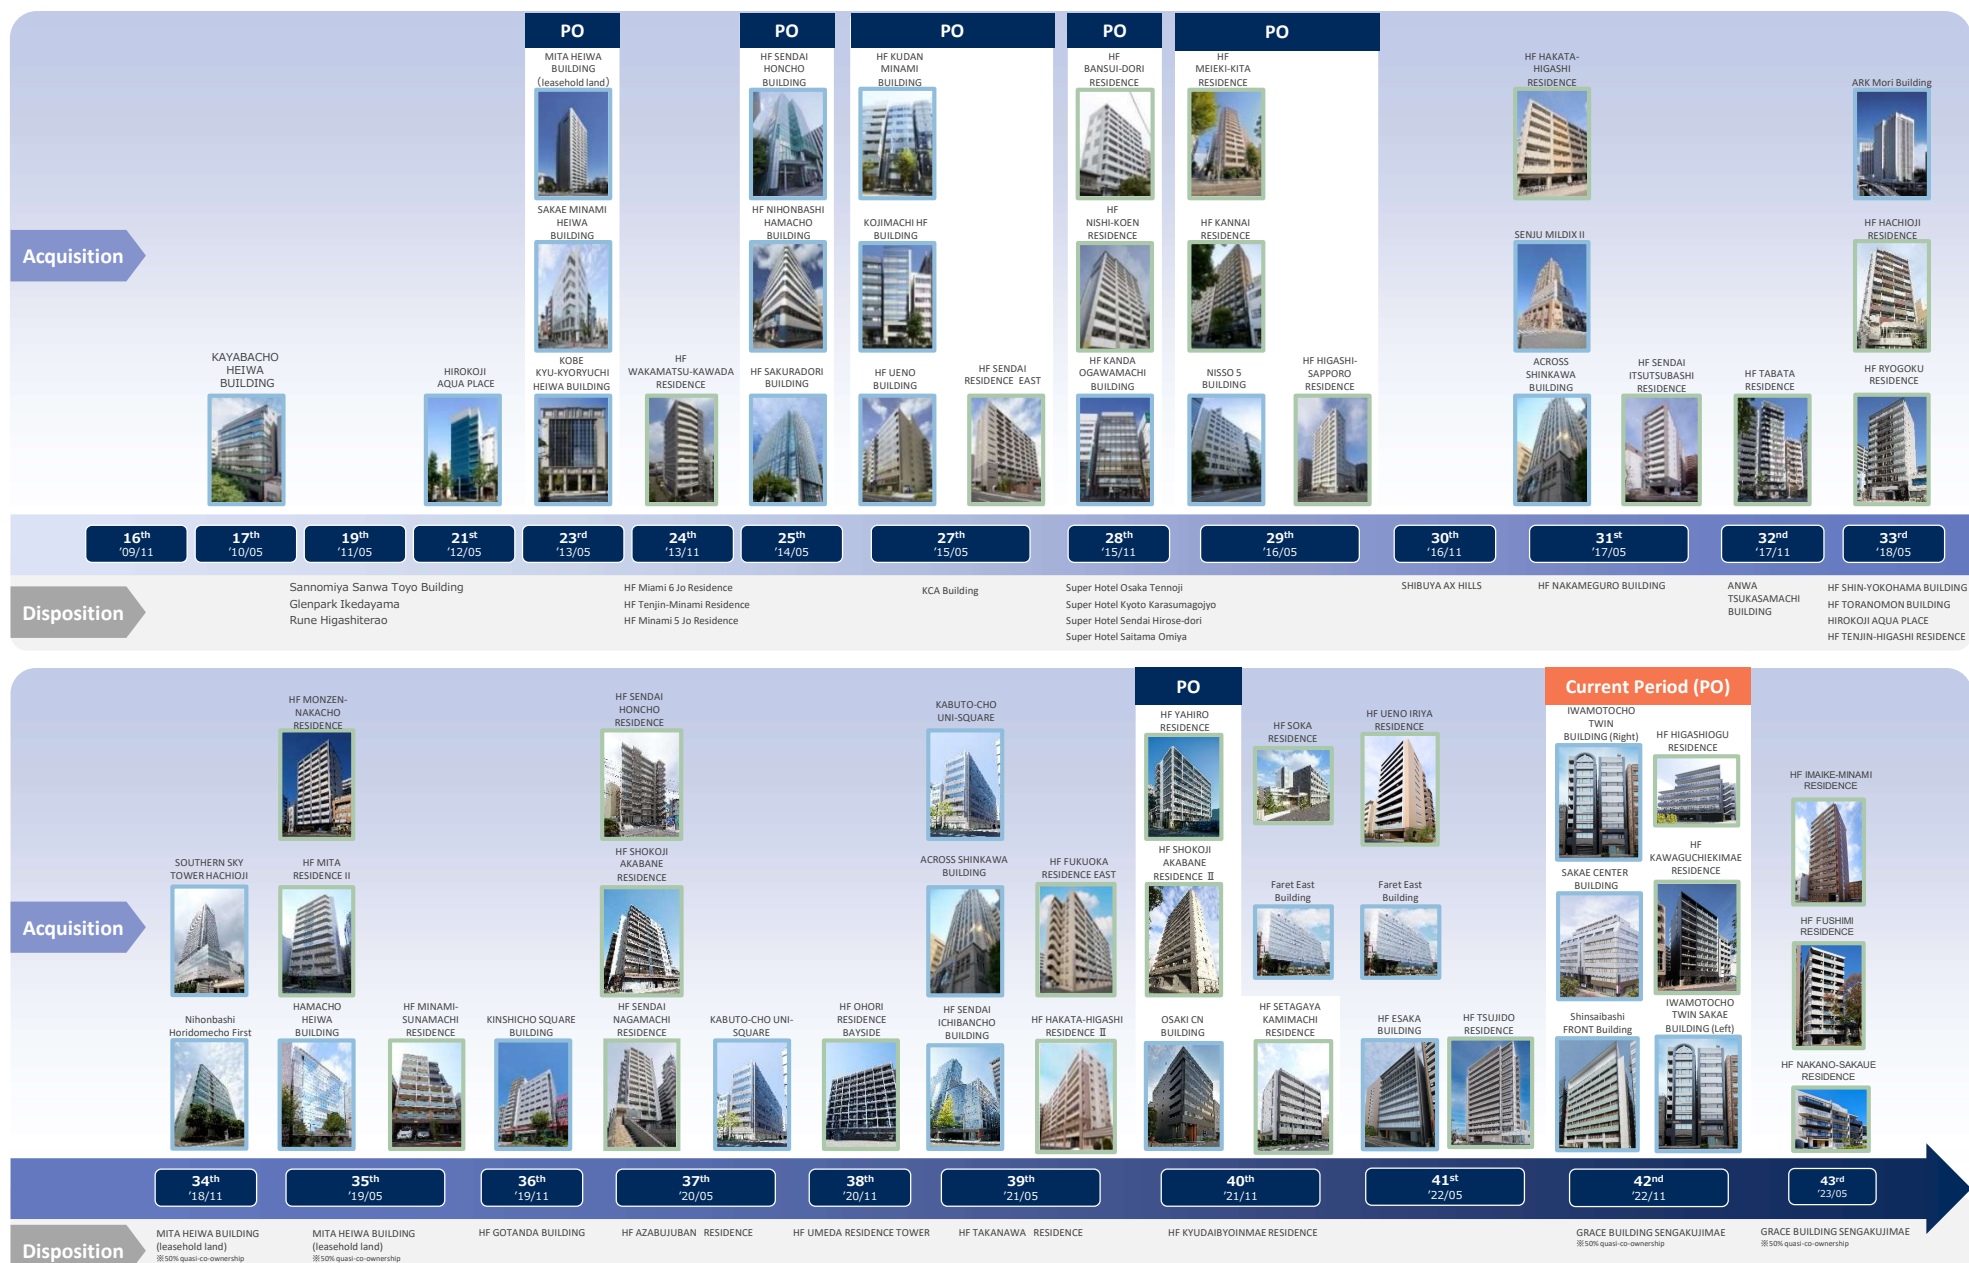 PO
PO
PO
PO
PO
MITA HEIWA
BUILDING
(leasehold land)
HF SENDAI
HONCHO
BUILDING
HF KUDAN
MINAMI
BUILDING
HF
BANSUI-DORI
RESIDENCE
HF
MEIEKI-KITA
RESIDENCE
HF HAKATA-
HIGASHI
RESIDENCE
ARK Mori Building
SAKAE MINAMI
HEIWA
BUILDING
HF NIHONBASHI
HAMACHO
BUILDING
KOJIMACHI HF
BUILDING
HF
NISHI-KOEN
RESIDENCE
HF KANNAI
RESIDENCE
SENJU MILDIX II
HF HACHIOJI
RESIDENCE
Acquisition
KAYABACHO
HEIWA
BUILDING
HIROKOJI
AQUA PLACE
KOBE
KYU-KYORYUCHI
HEIWA BUILDING
HF
WAKAMATSU-KAWADA
RESIDENCE
HF SAKURADORI
BUILDING
HF UENO
BUILDING
HF SENDAI
RESIDENCE EAST
HF KANDA
OGAWAMACHI
BUILDING
NISSO 5
BUILDING
HF HIGASHI-
SAPPORO
RESIDENCE
ACROSS
SHINKAWA
BUILDING
HF SENDAI
ITSUTSUBASHI
RESIDENCE
HF TABATA
RESIDENCE
HF RYOGOKU
RESIDENCE
16th
'09/11
17th
'10/05
19th
'11/05
21st
'12/05
23rd
'13/05
24th
'13/11
25th
'14/05
27th
'15/05
28th
'15/11
29th
'16/05
30th
'16/11
31st
'17/05
32nd
'17/11
33rd
'18/05
Disposition
Sannomiya Sanwa Toyo Building
Glenpark Ikedayama
Rune Higashiterao
HF Miami 6 Jo Residence
HF Tenjin-Minami Residence
HF Minami 5 Jo Residence
KCA Building
Super Hotel Osaka Tennoji
Super Hotel Kyoto Karasumagojyo
Super Hotel Sendai Hirose-dori
Super Hotel Saitama Omiya
SHIBUYA AX HILLS
HF NAKAMEGURO BUILDING
ANWA
TSUKASAMACHI
BUILDING
HF SHIN-YOKOHAMA BUILDING
HF TORANOMON BUILDING
HIROKOJI AQUA PLACE
HF TENJIN-HIGASHI RESIDENCE
PO
Current Period (PO)
HF MONZEN-
NAKACHO
RESIDENCE
HF SENDAI
HONCHO
RESIDENCE
KABUTO-CHO
UNI-SQUARE
HF YAHIRO
RESIDENCE
HF SOKA
RESIDENCE
HF UENO IRIYA
RESIDENCE
IWAMOTOCHO
TWIN
BUILDING (Right)
HF HIGASHIOGU
RESIDENCE
HF IMAIKE-MINAMI
RESIDENCE
SOUTHERN SKY
TOWER HACHIOJI
HF MITA
RESIDENCE II
HF SHOKOJI
AKABANE
RESIDENCE
ACROSS SHINKAWA
BUILDING
HF FUKUOKA
RESIDENCE EAST
HF SHOKOJI
AKABANE
RESIDENCE Ⅱ
Faret East
Building
Faret East
Building
SAKAE CENTER
BUILDING
HF
KAWAGUCHIEKIMAE
RESIDENCE
HF FUSHIMI
RESIDENCE
Acquisition
Nihonbashi
Horidomecho First
HAMACHO
HEIWA
BUILDING
HF MINAMI-
SUNAMACHI
RESIDENCE
KINSHICHO SQUARE
BUILDING
HF SENDAI
NAGAMACHI
RESIDENCE
KABUTO-CHO UNI-
SQUARE
HF OHORI
RESIDENCE
BAYSIDE
HF SENDAI
ICHIBANCHO
BUILDING
HF HAKATA-HIGASHI
RESIDENCE Ⅱ
OSAKI CN
BUILDING
HF SETAGAYA
KAMIMACHI
RESIDENCE
HF ESAKA
BUILDING
HF TSUJIDO
RESIDENCE
Shinsaibashi
FRONT Building
IWAMOTOCHO
TWIN SAKAE
BUILDING (Left)
HF NAKANO-SAKAUE
RESIDENCE
34th
'18/11
35th
'19/05
36th
'19/11
37th
'20/05
38th
'20/11
39th
'21/05
40th
'21/11
41st
'22/05
42nd
'22/11
43rd
'23/05
Disposition
MITA HEIWA BUILDING
(leasehold land)
※50% quasi-co-ownership
MITA HEIWA BUILDING
(leasehold land)
※50% quasi-co-ownership
HF GOTANDA BUILDING
HF AZABUJUBAN RESIDENCE
HF UMEDA RESIDENCE TOWER
HF TAKANAWA RESIDENCE
HF KYUDAIBYOINMAE RESIDENCE
GRACE BUILDING SENGAKUJIMAE
※50% quasi-co-ownership
GRACE BUILDING SENGAKUJIMAE
※50% quasi-co-ownership